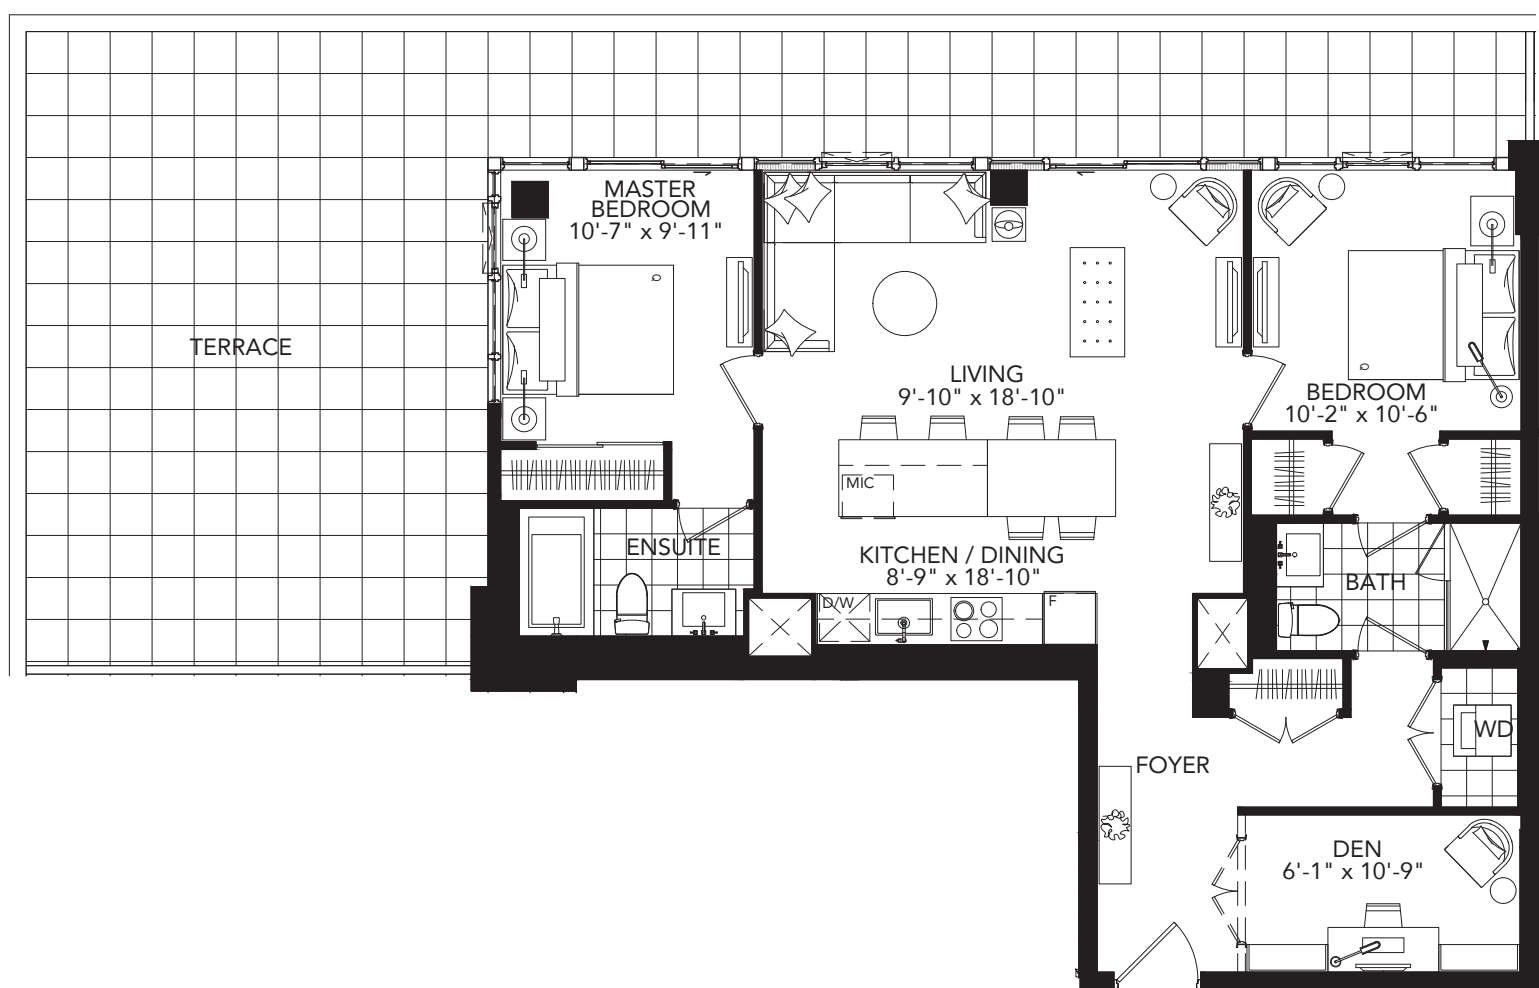 MASTER
BEDROOM
10'-7" x 9'-11"
TERRACE
LIVING
9'-10" x 18'-10"
BEDROOM
10'-2" x 10'-6"
MIC
ENSUITE
KITCHEN / DINING
8'-9" x 18'-10"
BATH
D/W
F
WD
FOYER
DEN
6'-1" x 10'-9"